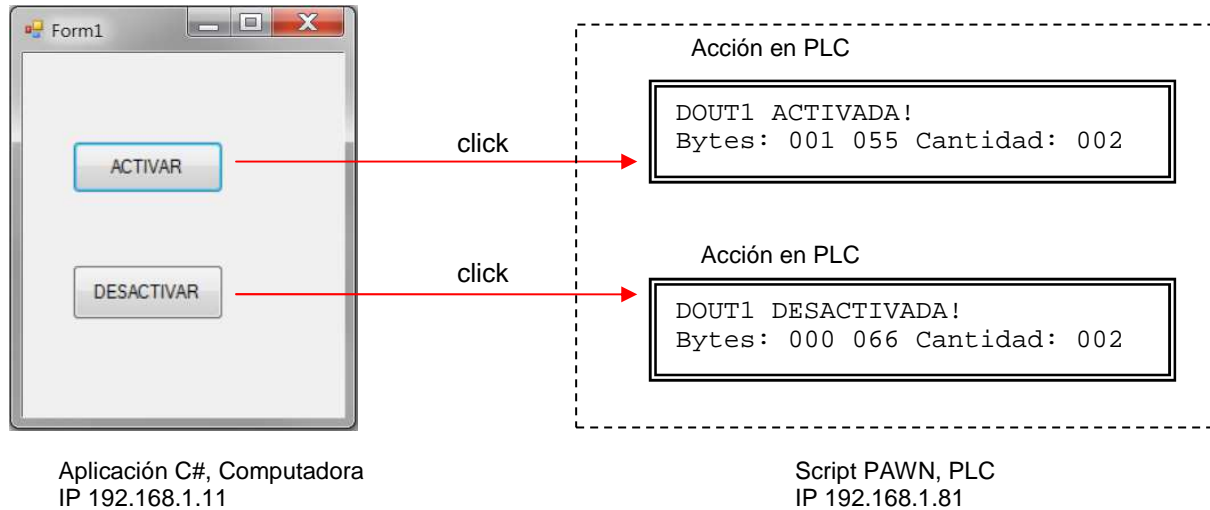 Form1
ACTIVAR
DESACTIVAR
click
click
Acción en PLC
DOUT1 ACTIVADA!
Bytes: 001 055 Cantidad: 002
Acción en PLC
DOUT1 DESACTIVADA!
Bytes: 000 066 Cantidad: 002
Aplicación C#, Computadora
IP 192.168.1.11
Script PAWN, PLC
IP 192.168.1.81